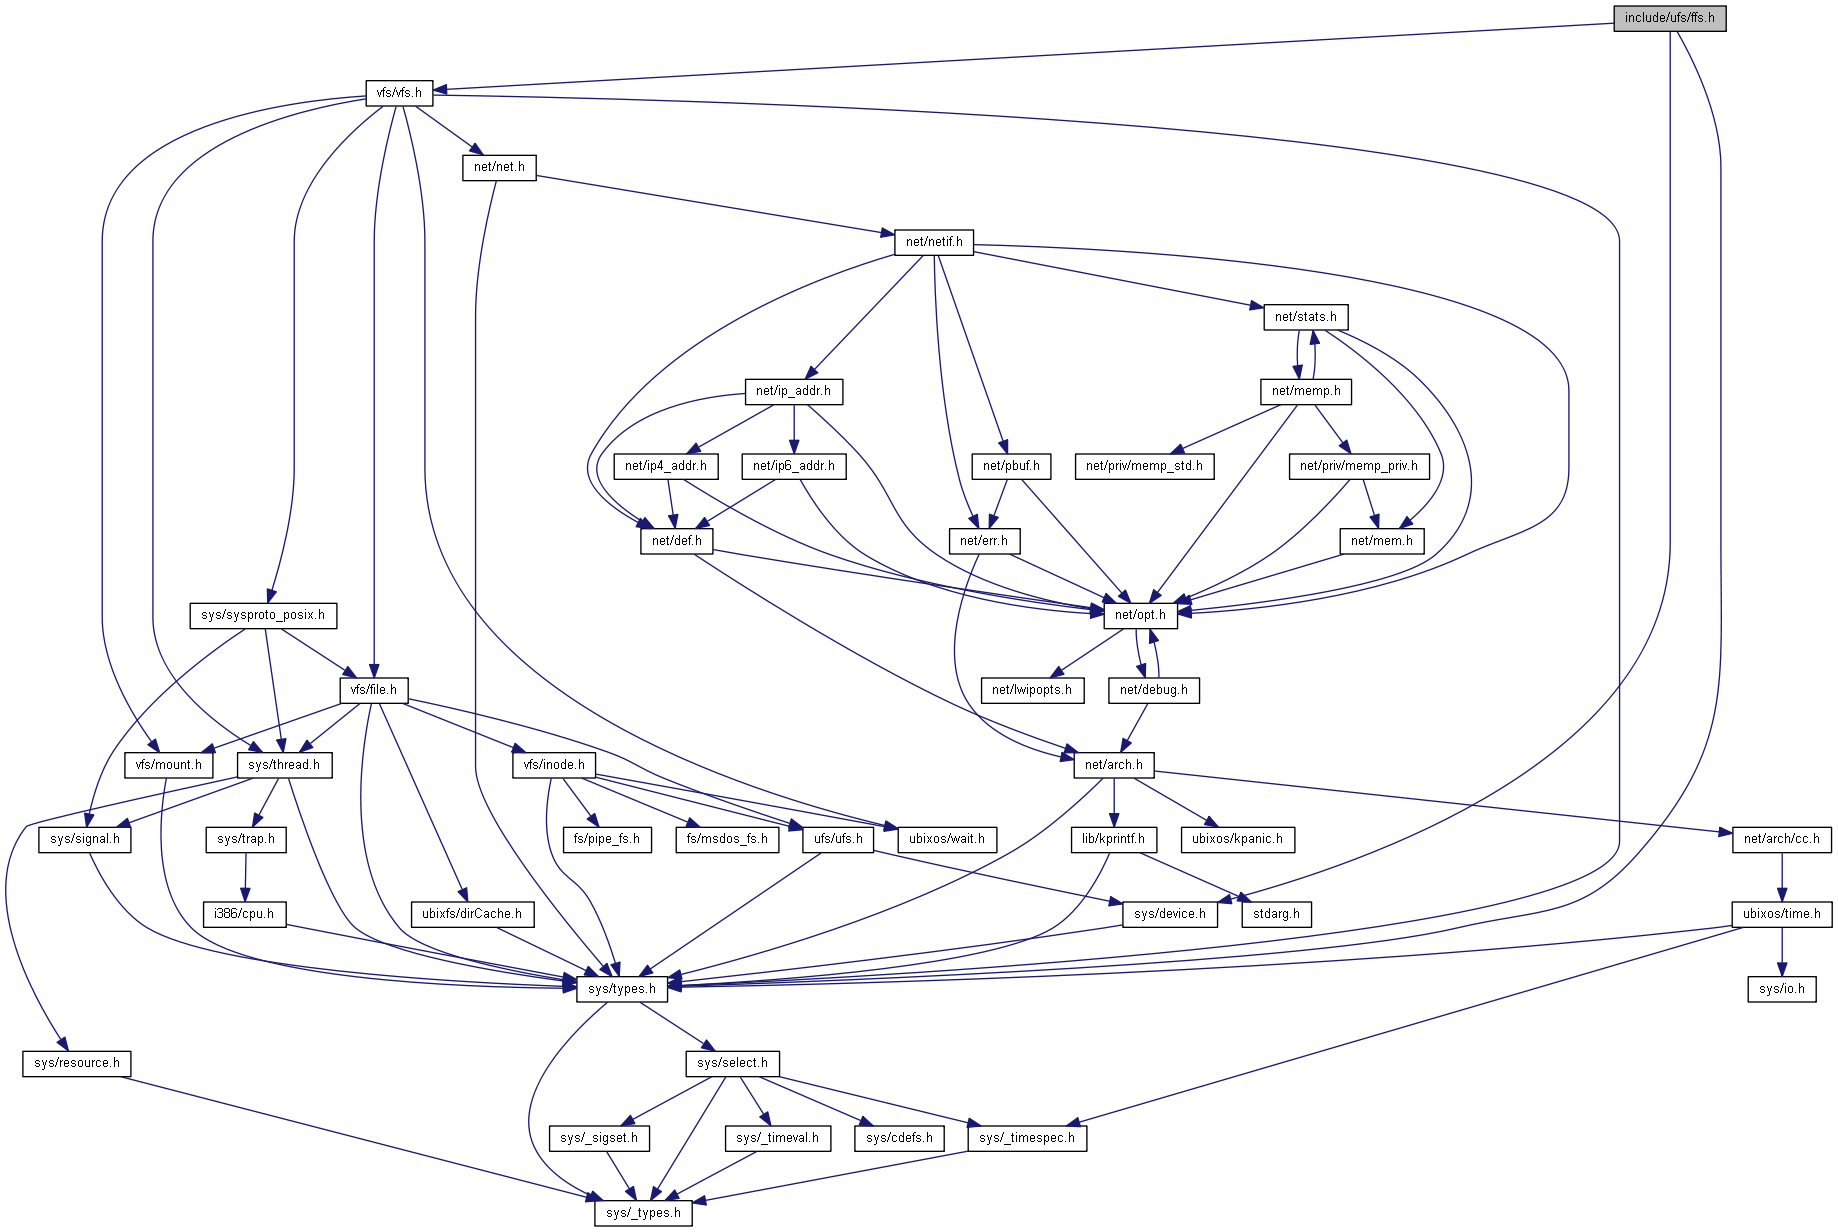 include/ufs/ffs.h
vfs/vfs.h
net/net.h
net/netif.h
net/stats.h
net/ip_addr.h
net/memp.h
net/ip4_addr.h
net/ip6_addr.h
net/pbuf.h
net/priv/memp_std.h
net/priv/memp_priv.h
net/def.h
net/err.h
net/mem.h
sys/sysproto_posix.h
net/opt.h
vfs/file.h
net/lwipopts.h
net/debug.h
vfs/mount.h
sys/thread.h
vfs/inode.h
net/arch.h
sys/signal.h
sys/trap.h
fs/pipe_fs.h
fs/msdos_fs.h
ufs/ufs.h
ubixos/wait.h
lib/kprintf.h
ubixos/kpanic.h
net/arch/cc.h
i386/cpu.h
ubixfs/dirCache.h
sys/device.h
stdarg.h
ubixos/time.h
sys/types.h
sys/io.h
sys/resource.h
sys/select.h
sys/_sigset.h
sys/_timeval.h
sys/cdefs.h
sys/_timespec.h
sys/_types.h